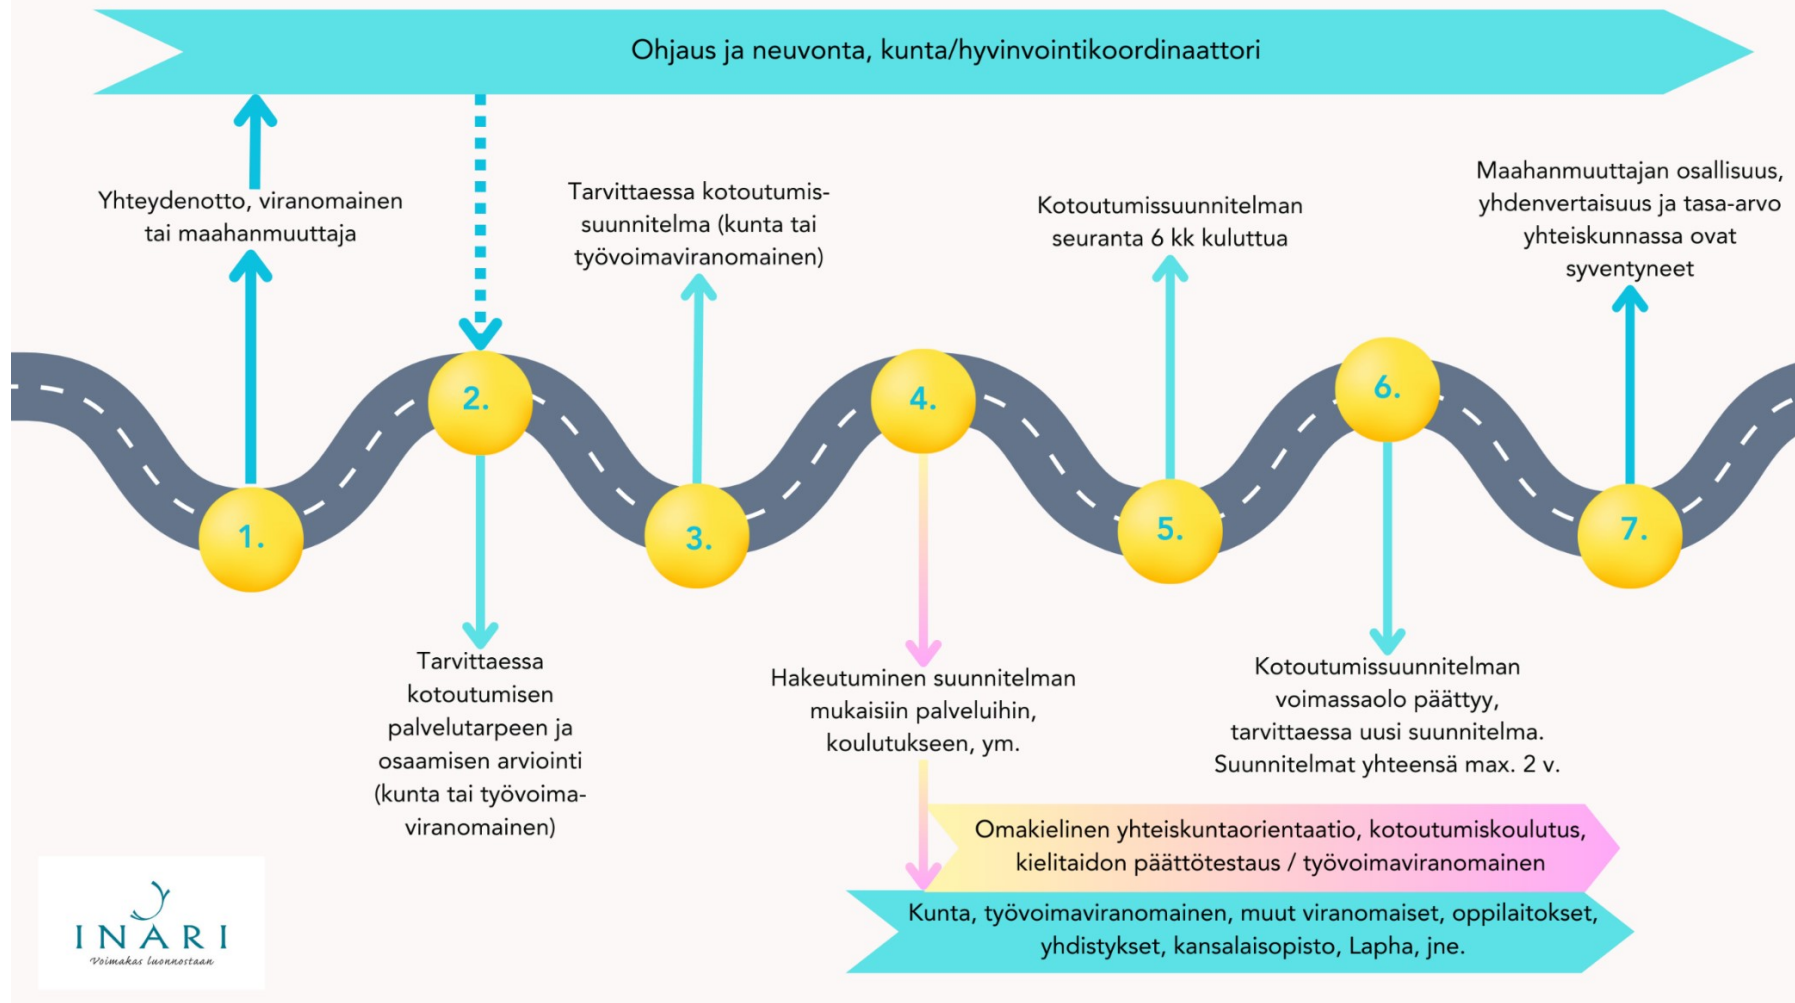 Ohjaus ja neuvonta, kunta/hyvinvointikoordinaattori
Yhteydenotto, viranomainen
tai maahanmuuttaja
1.
2.
Tarvittaessa
kotoutumisen
palvelutarpeen ja
osaamisen arviointi
(kunta tai työvoima-
viranomainen)
Tarvittaessa kotoutumis-
suunnitelma (kunta tai
työvoimaviranomainen)
3.
4.
Hakeutuminen suunnitelman
mukaisiin palveluihin,
koulutukseen, ym.
Omakielinen yhteiskuntaorientaatio, kotoutumiskoulutus,
kielitaidon päättötestaus / työvoimaviranomainen
Kunta, työvoimaviranomainen, muut viranomaiset, oppilaitokset,
yhdistykset, kansalaisopisto, Lapha, jne.
Kotoutumissuunnitelman
seuranta 6 kk kuluttua
5.
6.
Kotoutumissuunnitelman
voimassaolo päättyy,
tarvittaessa uusi suunnitelma.
Suunnitelmat yhteensä max. 2 v.
Maahanmuuttajan osallisuus,
yhdenvertaisuus ja tasa-arvo
yhteiskunnassa ovat
syventyneet
7.
INARI
Voimakas luonnostaan